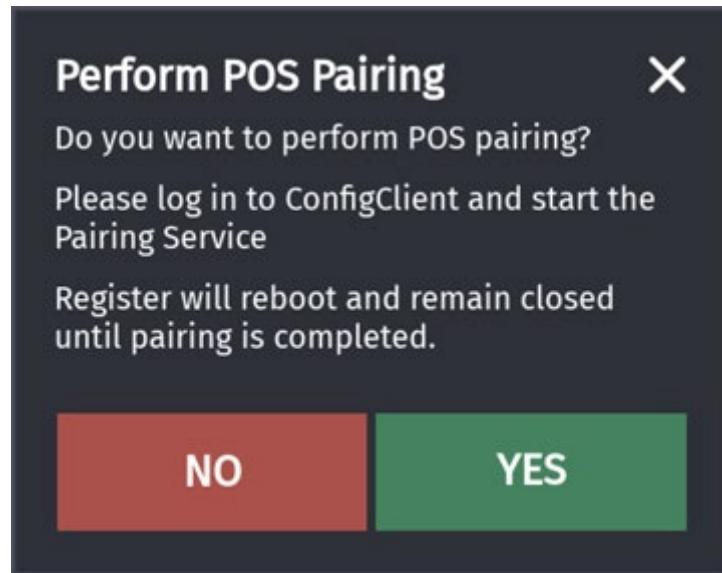 Perform POS Pairing
Do you want to perform POS pairing?
Please log in to ConfigClient and start the
Pairing Service
Register will reboot and remain closed
until pairing is completed.
NO
YES